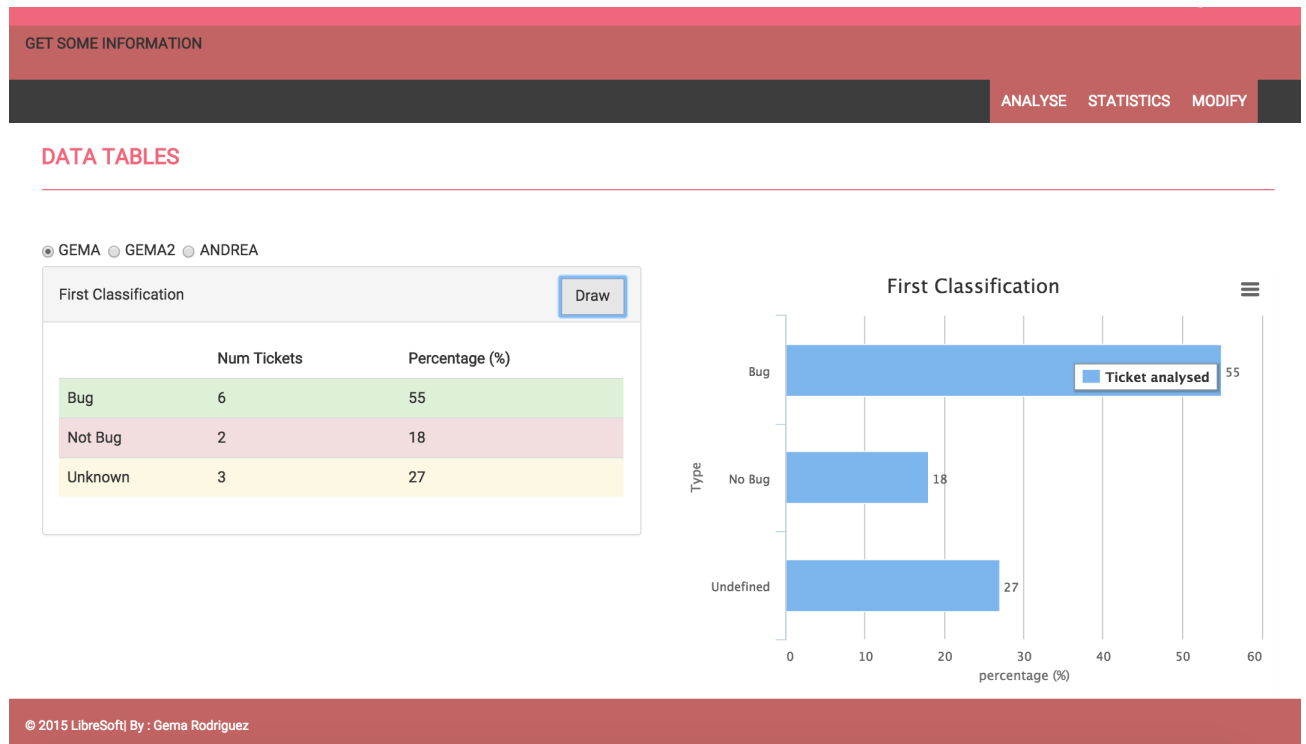 GET SOME INFORMATION
ANALYSE STATISTICS MODIFY
DATA TABLES
GEMA GEMA2 ANDREA
First Classification Draw
Num Tickets Percentage (%)
Bug 6 55
Not Bug 2 18
Unknown 3 27
First Classification
Type
Bug 55
Ticket analysed
No Bug 18
Undefined 27
0 10 20 30 40 50 60
percentage (%)
© 2015 LibreSoft| By : Gema Rodriguez